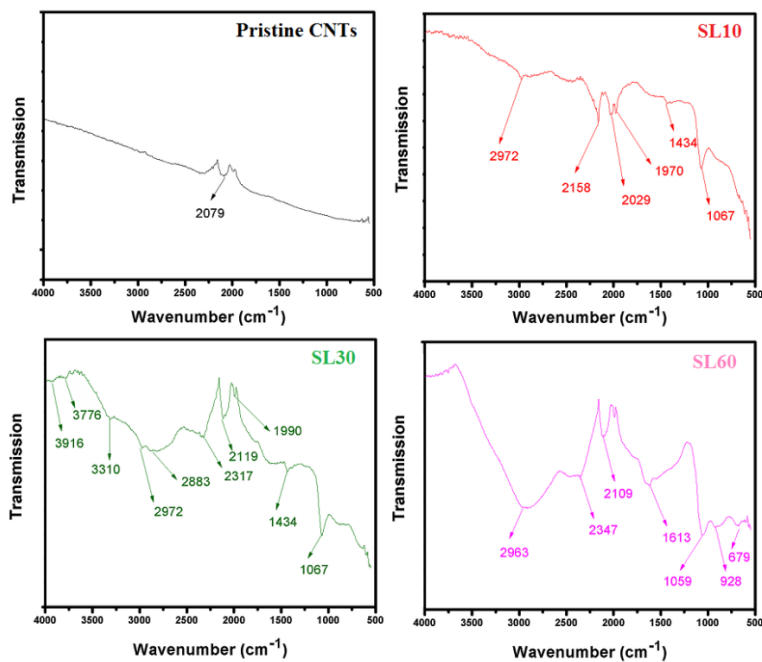 Pristine CNTs
Transmission
2079
4000 3500 3000 2500 2000 1500 1000 500
Wavenumber (cm⁻¹)
SL10
Transmission
2972
2158
2029
1970
1434
1067
4000 3500 3000 2500 2000 1500 1000 500
Wavenumber (cm⁻¹)
SL30
Transmission
3916
3776
3310
2972
2883
2317
2119
1990
1434
1067
4000 3500 3000 2500 2000 1500 1000 500
Wavenumber (cm⁻¹)
SL60
Transmission
2963
2347
2109
1613
1059
928
679
4000 3500 3000 2500 2000 1500 1000 500
Wavenumber (cm⁻¹)